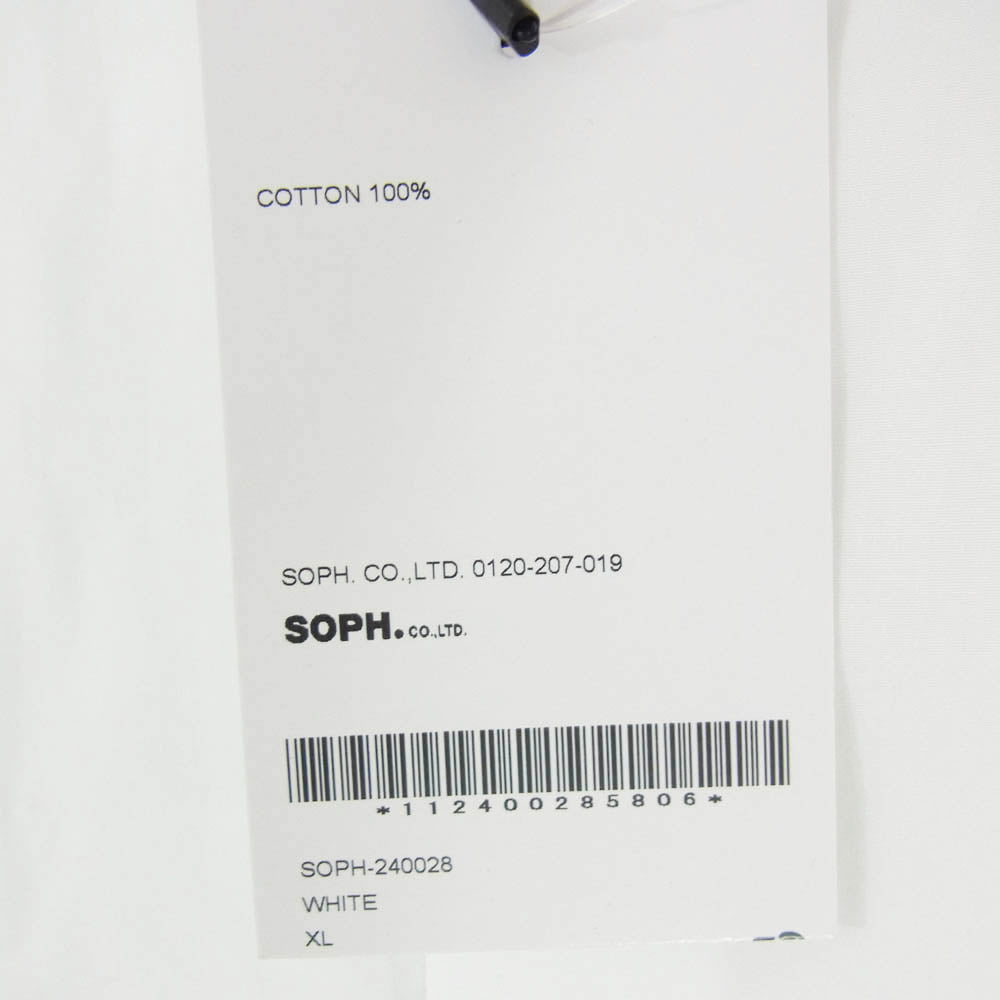 COTTON 100%
SOPH. CO.,LTD. 0120-207-019
SOPH. CO.,LTD.
*112400285806*
SOPH-240028
WHITE
XL